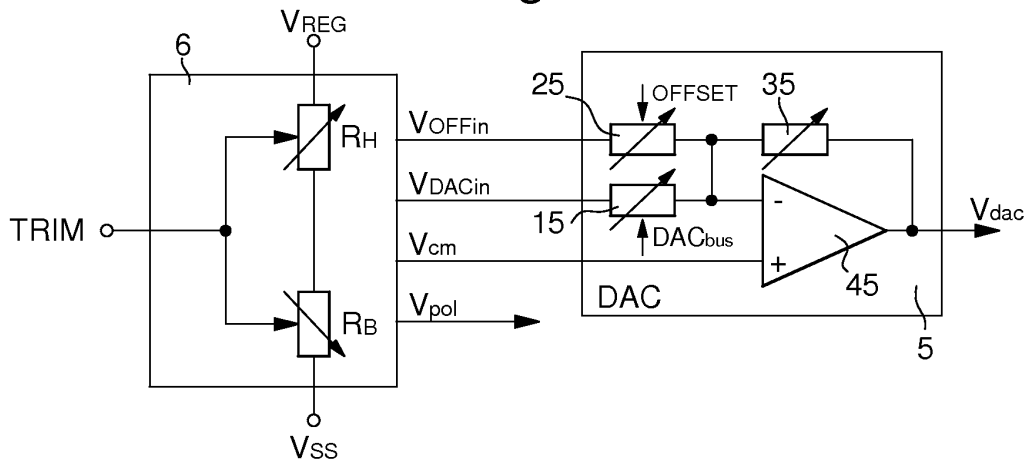 VREG
6
RH
TRIM
RB
VSS
VOFFin
VDACin
Vcm
Vpol
25
OFFSET
35
15
DACbus
-
+
45
DAC
5
Vdac